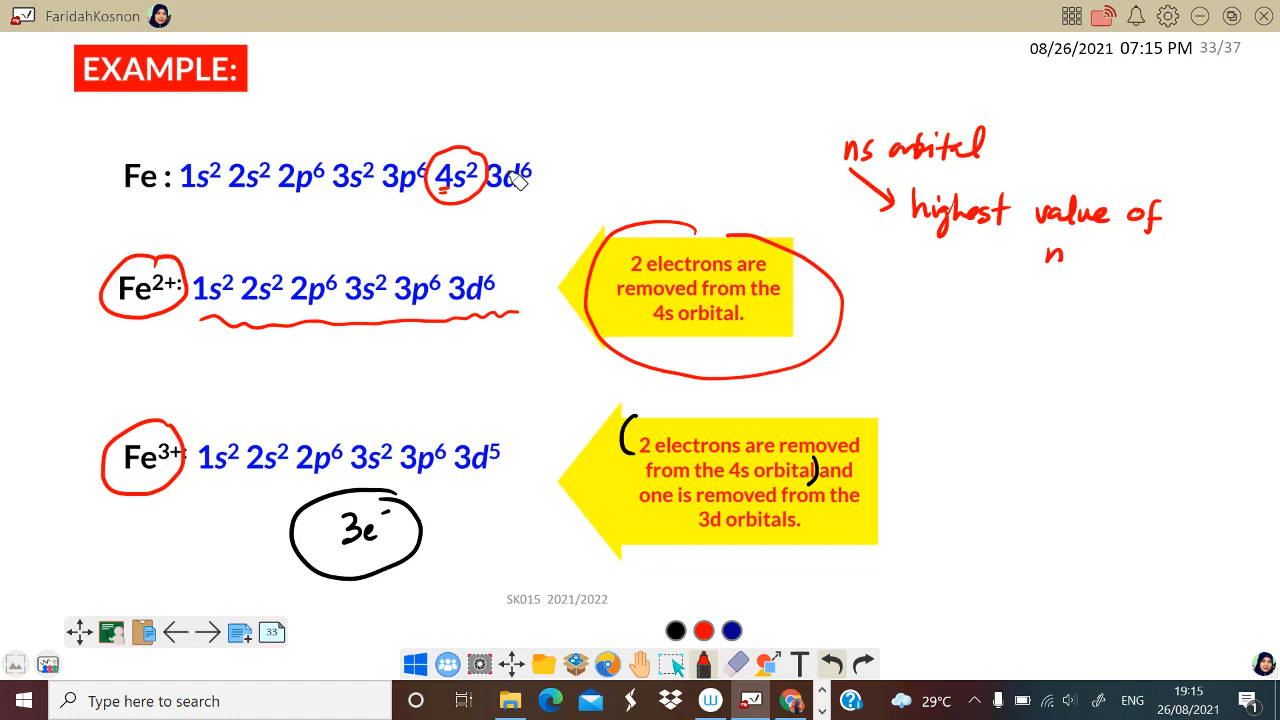 FaridahKosnon
08/26/2021 07:15 PM 33/37
EXAMPLE:
ns orbital
highest value of
n
Fe : 1s² 2s² 2p⁶ 3s² 3p⁶ 4s² 3d⁶
Fe²⁺: 1s² 2s² 2p⁶ 3s² 3p⁶ 3d⁶
2 electrons are
removed from the
4s orbital.
Fe³⁺: 1s² 2s² 2p⁶ 3s² 3p⁶ 3d⁵
(2 electrons are removed
from the 4s orbital) and
one is removed from the
3d orbitals.
3e⁻
SK015 2021/2022
33
T
Type here to search
29°C
ENG
19:15
26/08/2021
1